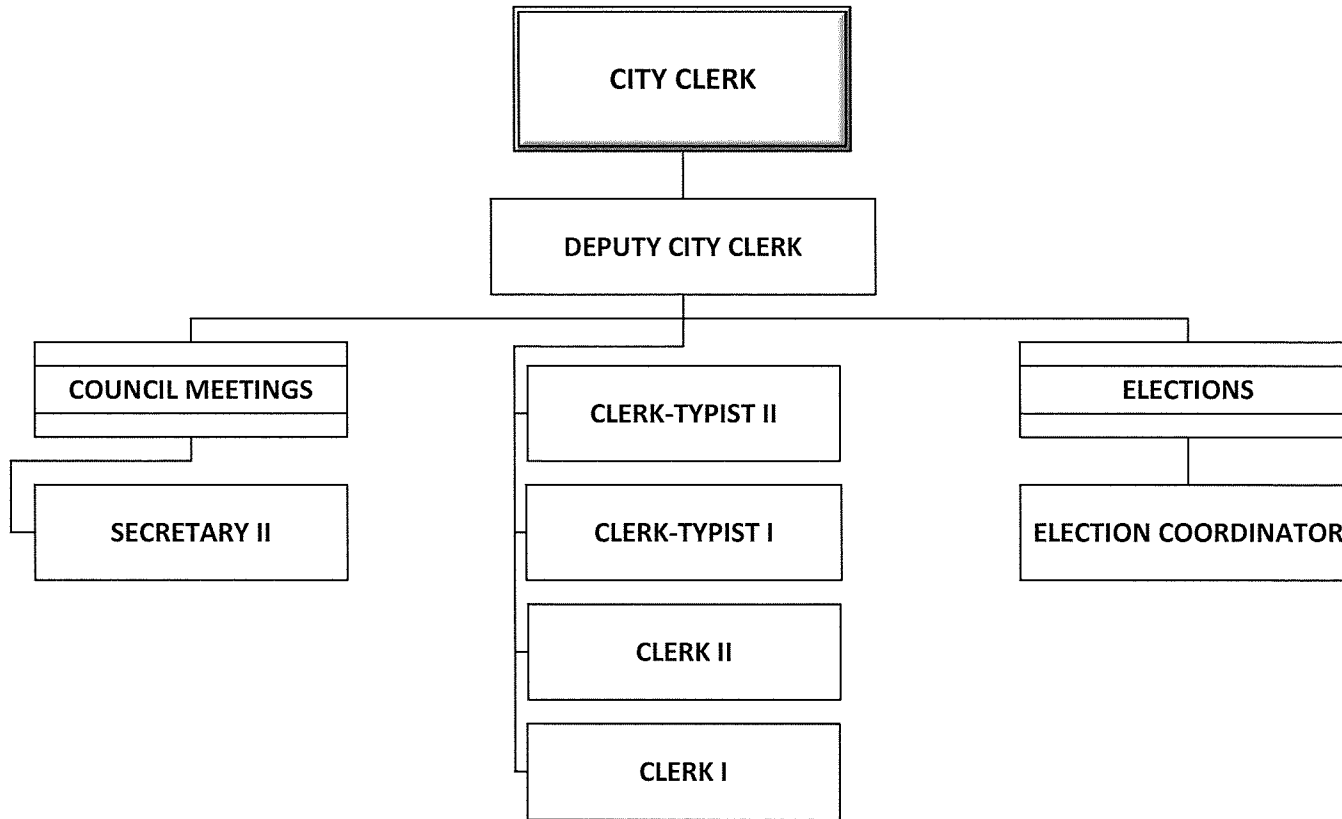 CITY CLERK
DEPUTY CITY CLERK
COUNCIL MEETINGS
SECRETARY II
CLERK-TYPIST II
CLERK-TYPIST I
CLERK II
CLERK I
ELECTIONS
ELECTION COORDINATOR